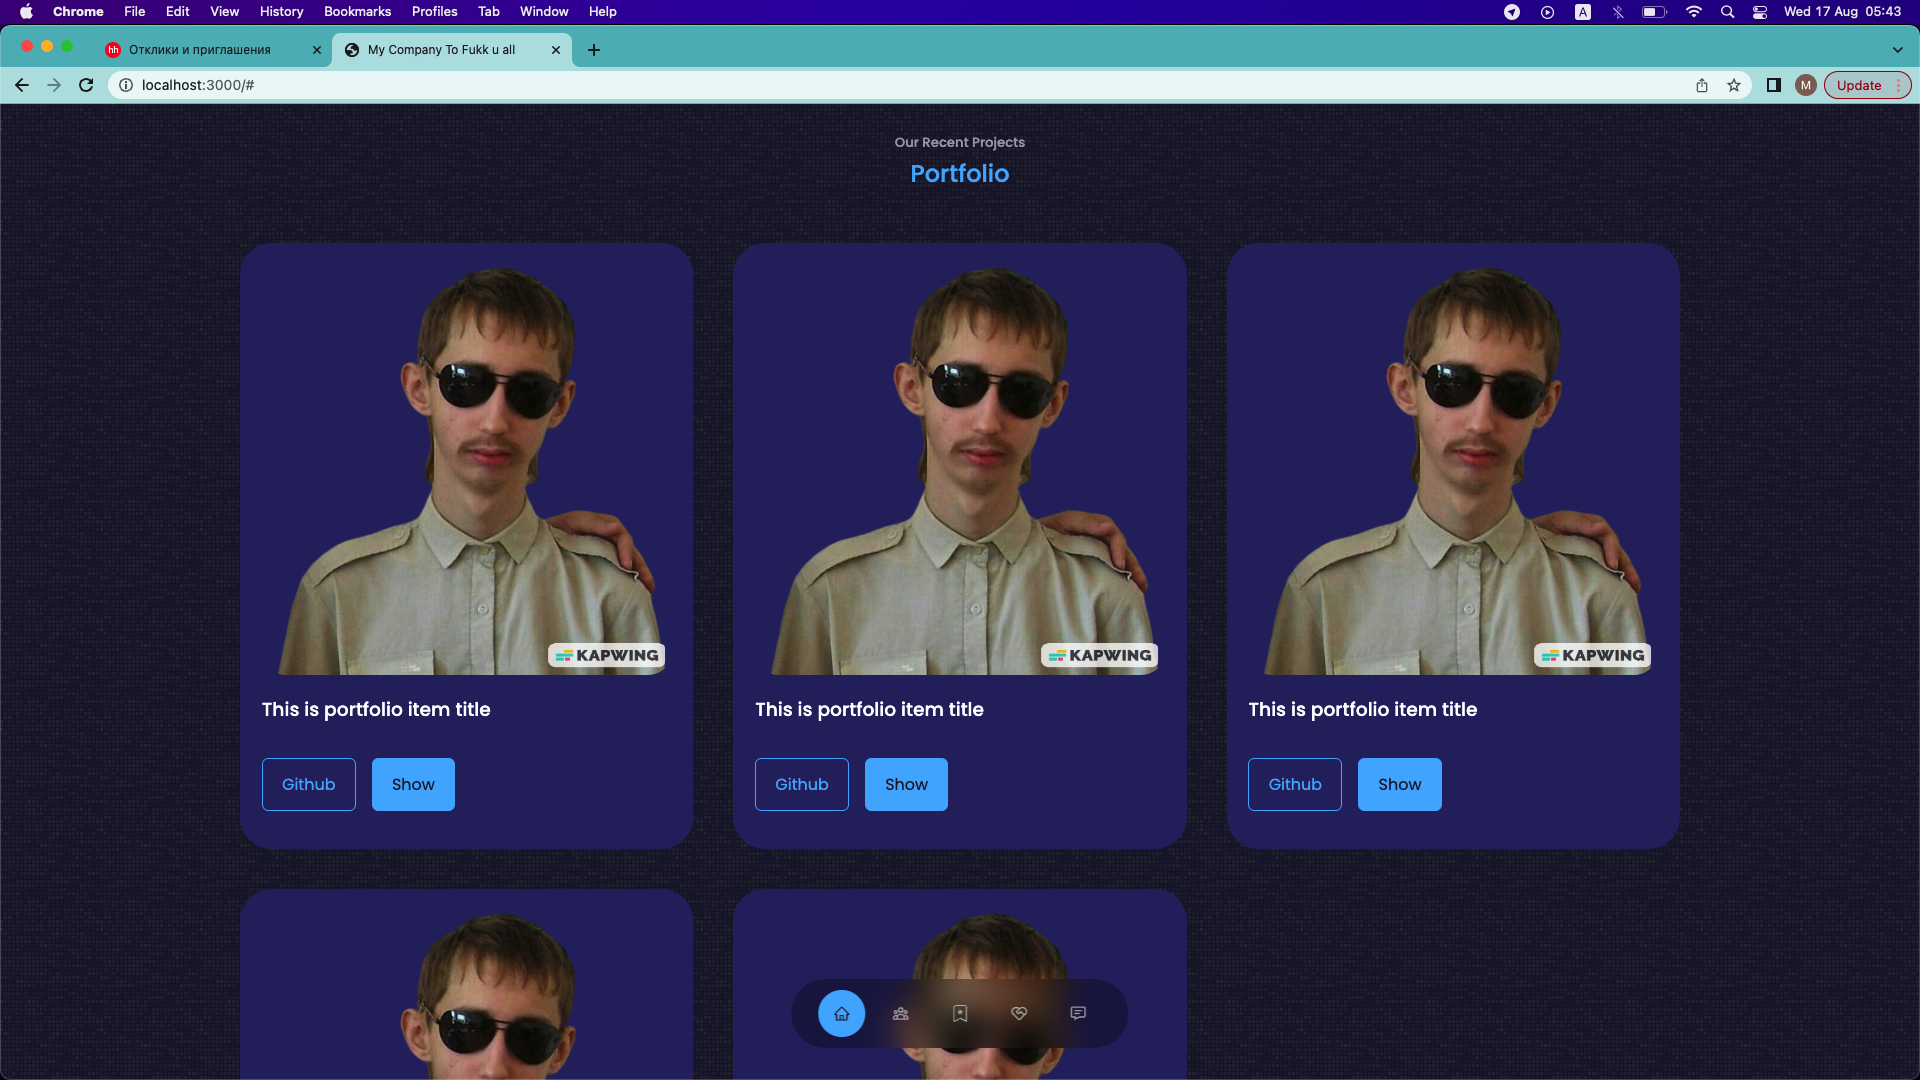 Chrome File Edit View History Bookmarks Profiles Tab Window Help A Wed 17 Aug 05:43
hh Отклики и приглашения My Company To Fukk u all
localhost:3000/# M Update
Our Recent Projects
Portfolio
KAPWING KAPWING KAPWING
This is portfolio item title This is portfolio item title This is portfolio item title
Github Show Github Show Github Show